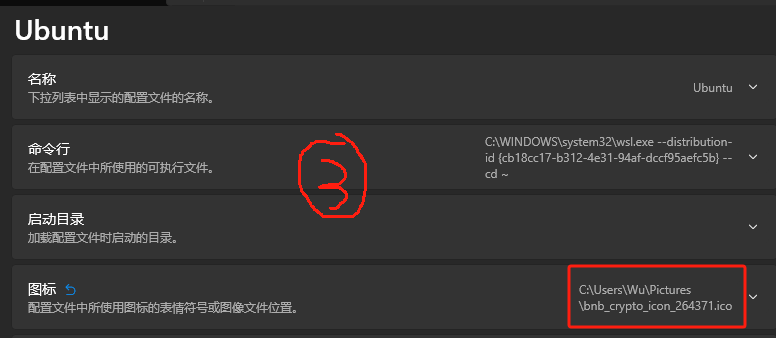 Ubuntu
名称
下拉列表中显示的配置文件的名称。
Ubuntu
命令行
在配置文件中所使用的可执行文件。
C:\WINDOWS\system32\wsl.exe --distribution-
id {cb18cc17-b312-4e31-94af-dccf95aefc5b} --
cd ~
3
启动目录
加载配置文件时启动的目录。
图标
配置文件中所使用图标的表情符号或图像文件位置。
C:\Users\Wu\Pictures
\bnb_crypto_icon_264371.ico